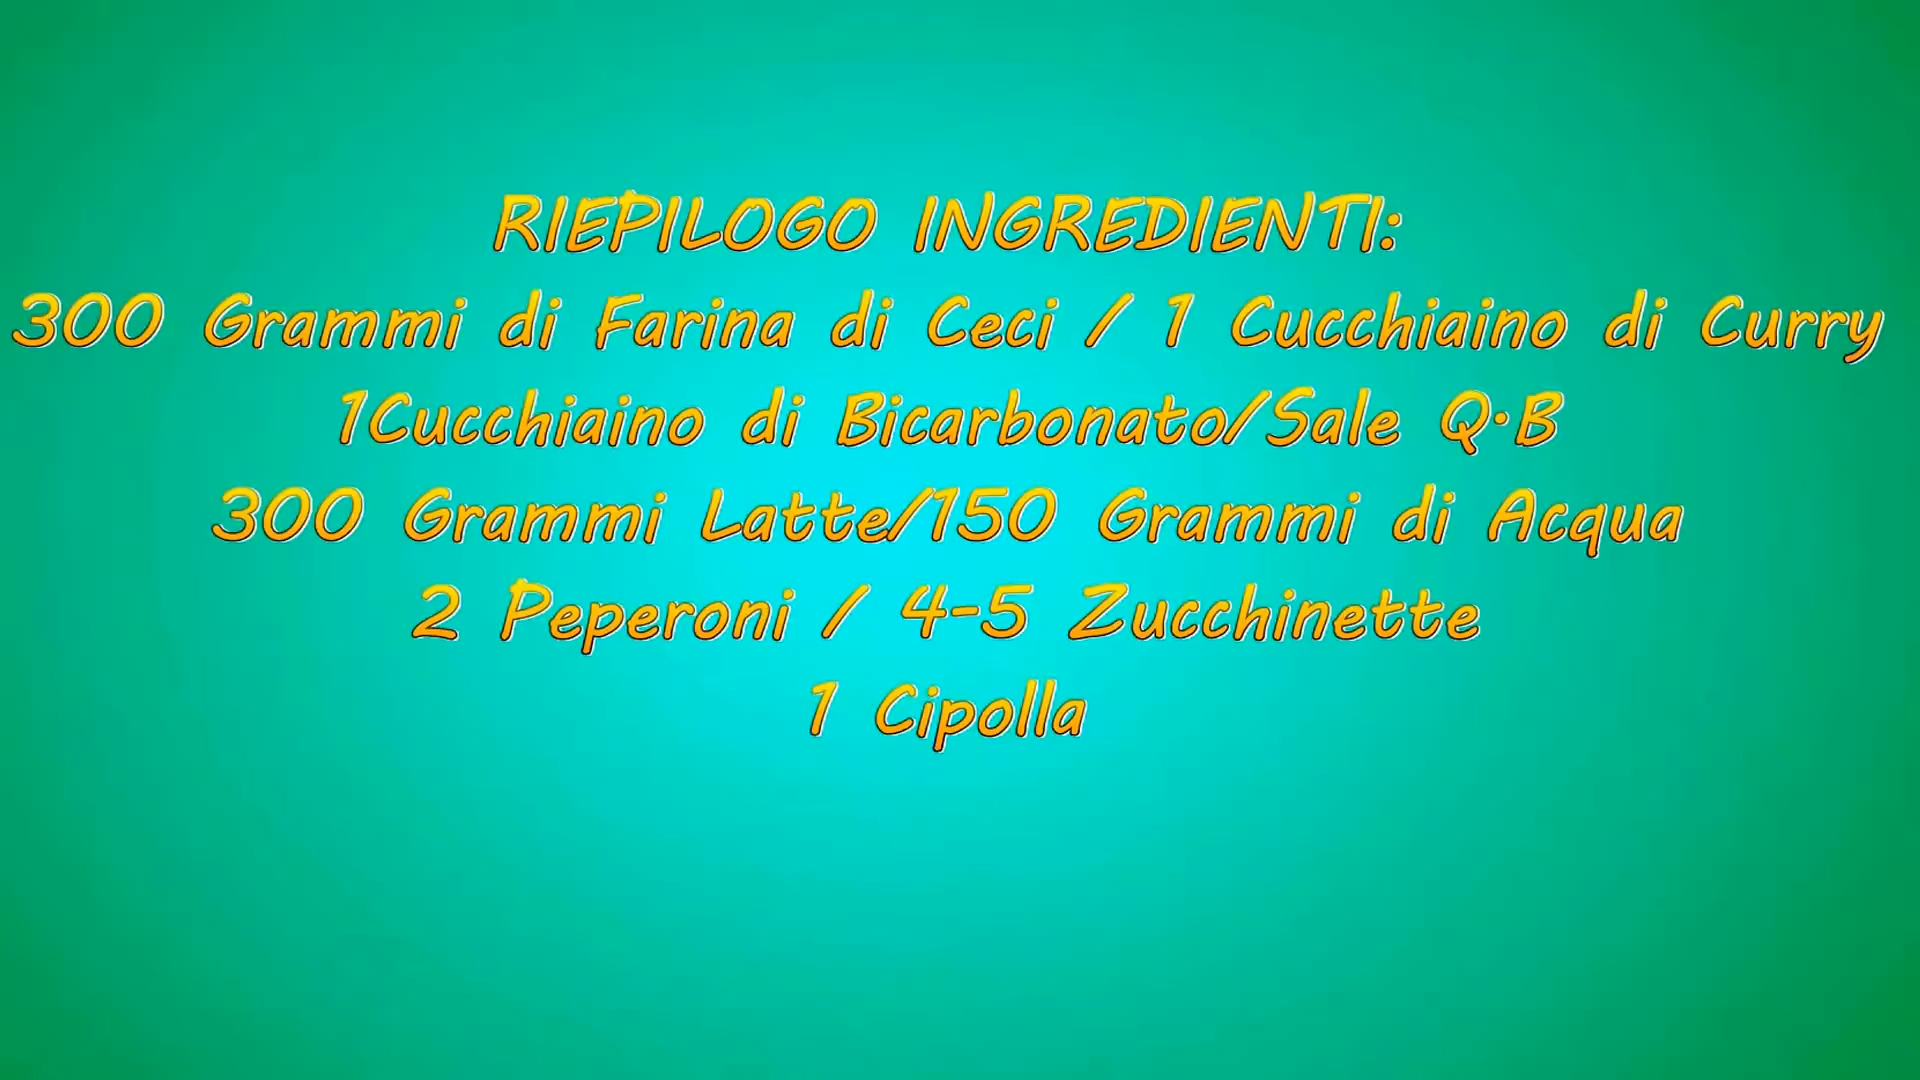 RIEPILOGO INGREDIENTI:
300 Grammi di Farina di Ceci / 1 Cucchiaino di Curry
1Cucchiaino di Bicarbonato/Sale Q.B
300 Grammi Latte/150 Grammi di Acqua
2 Peperoni / 4-5 Zucchinette
1 Cipolla